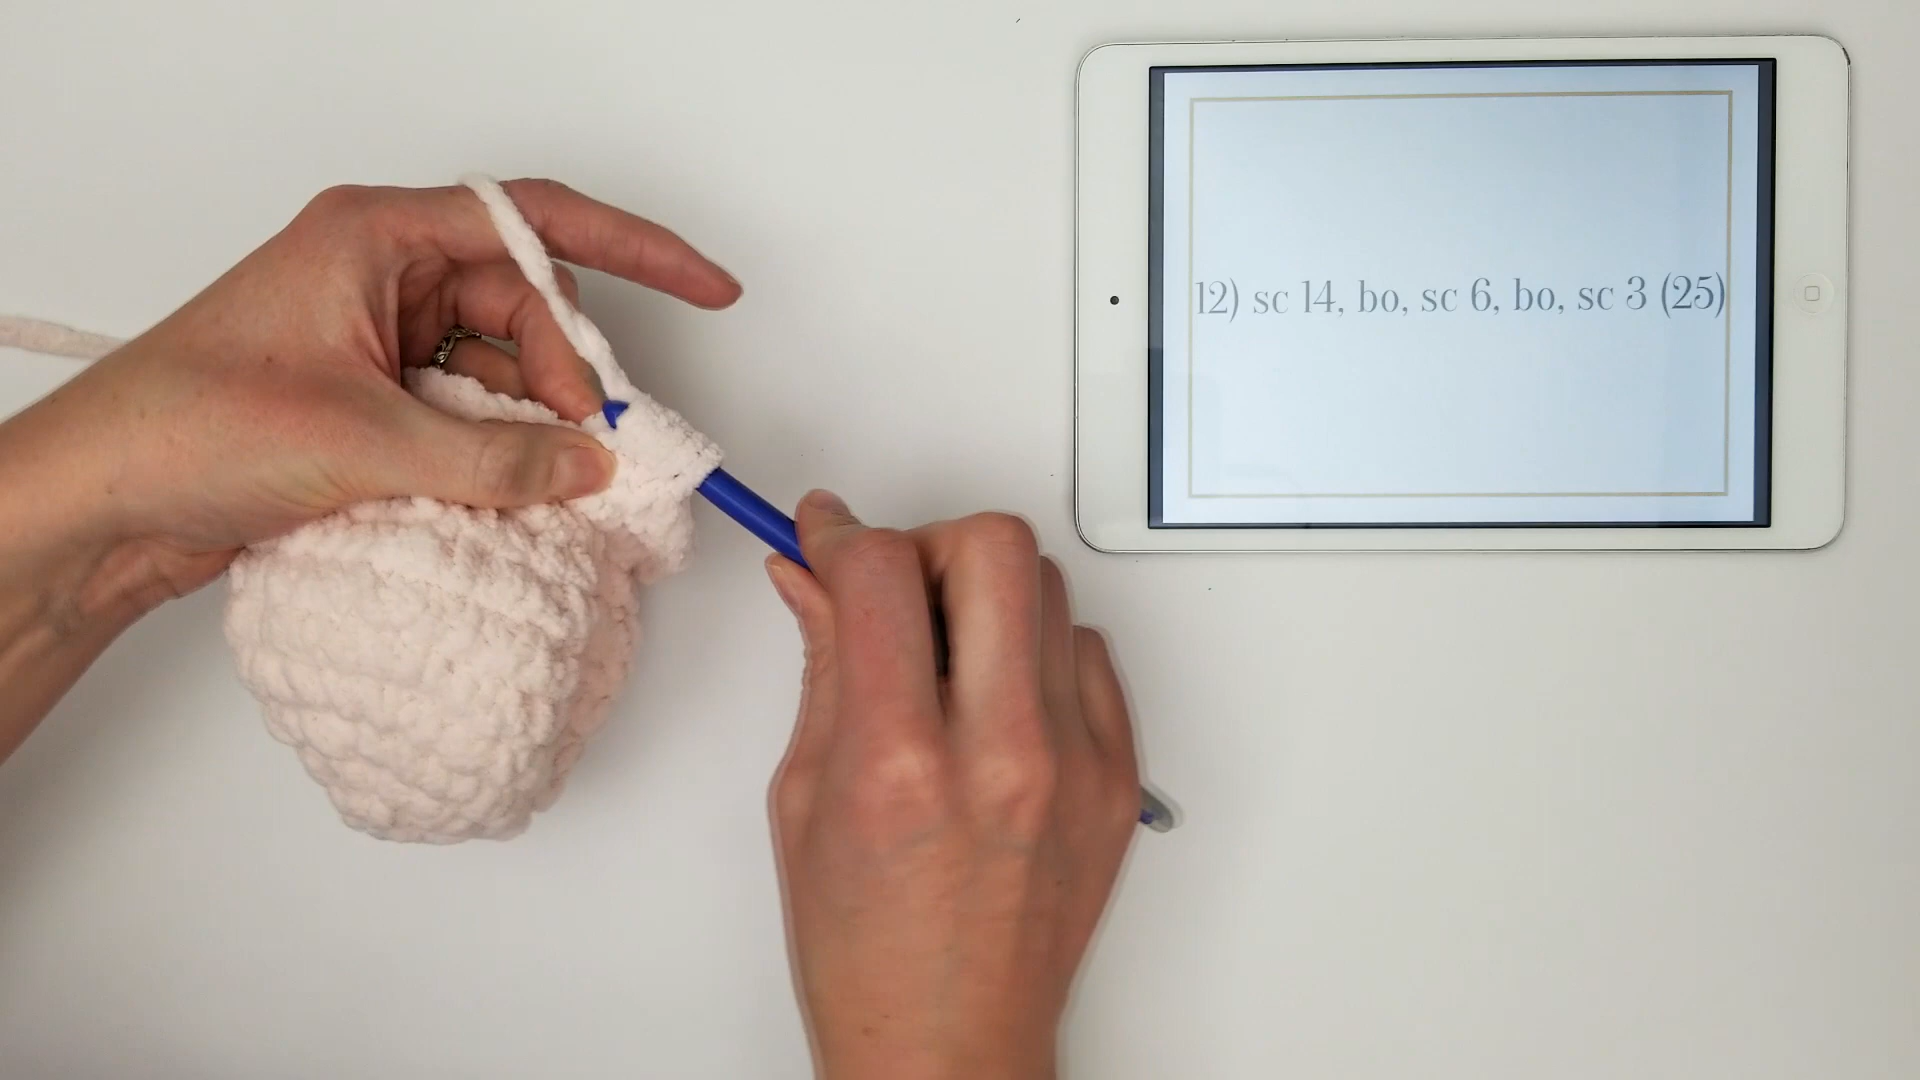 12) sc 14, bo, sc 6, bo, sc 3 (25)